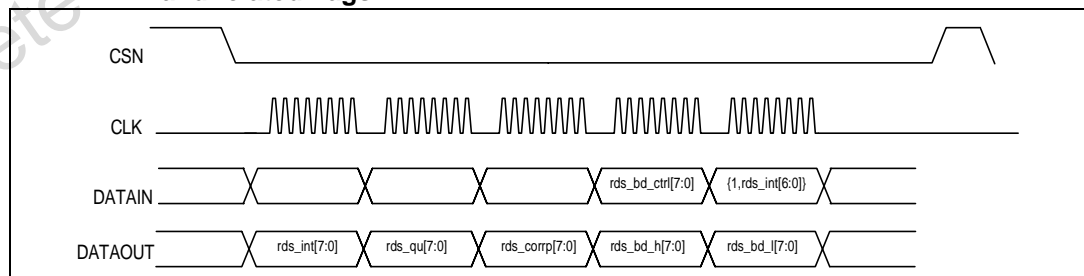 CSN
CLK
DATAIN
rds_bd_ctrl[7:0] {1,rds_int[6:0]}
DATAOUT
rds_int[7:0] rds_qu[7:0] rds_corrp[7:0] rds_bd_h[7:0] rds_bd_l[7:0]